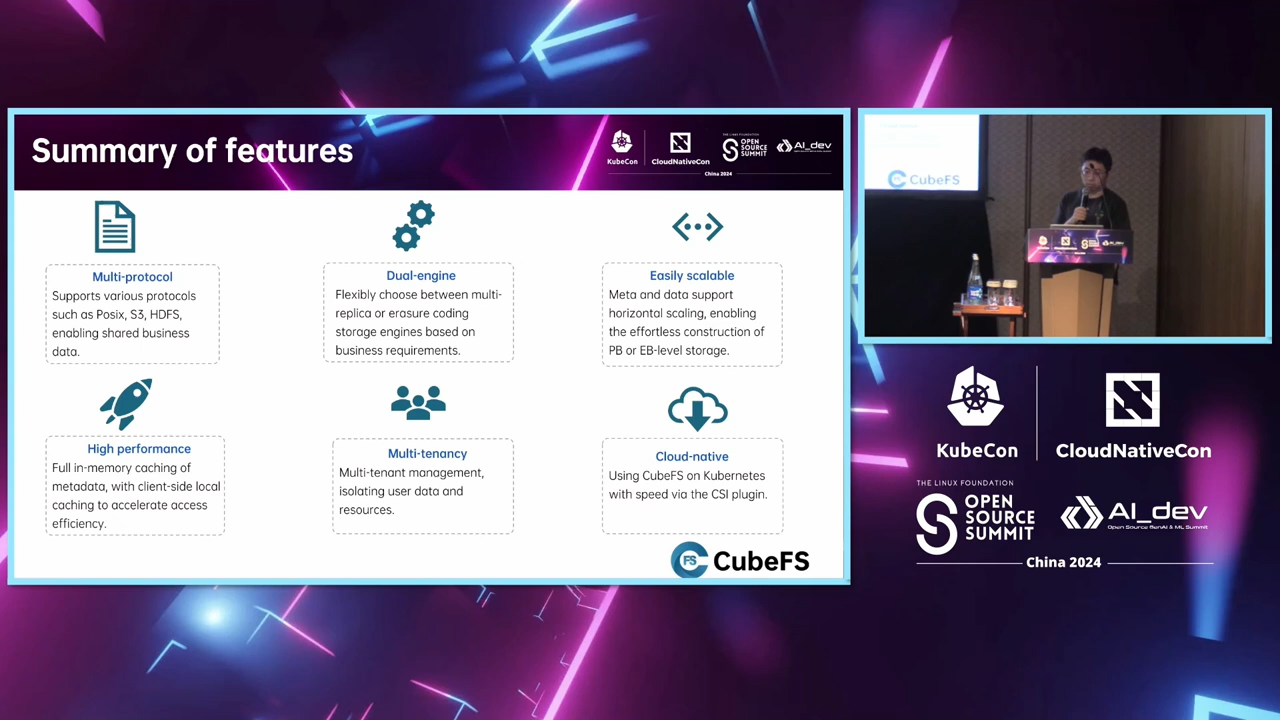 Summary of features
KubeCon
CloudNativeCon
THE LINUX FOUNDATION
OPEN
SOURCE
SUMMIT
AI_dev
China 2024
Multi-protocol
Supports various protocols
such as Posix, S3, HDFS,
enabling shared business
data.
Dual-engine
Flexibly choose between multi-
replica or erasure coding
storage engines based on
business requirements.
Easily scalable
Meta and data support
horizontal scaling, enabling
the effortless construction of
PB or EB-level storage.
High performance
Full in-memory caching of
metadata, with client-side local
caching to accelerate access
efficiency.
Multi-tenancy
Multi-tenant management,
isolating user data and
resources.
Cloud-native
Using CubeFS on Kubernetes
with speed via the CSI plugin.
FS CubeFS
CubeFS
KubeCon
CloudNativeCon
THE LINUX FOUNDATION
OPEN
SOURCE
SUMMIT
AI_dev
Open Source GenAI & ML Summit
China 2024